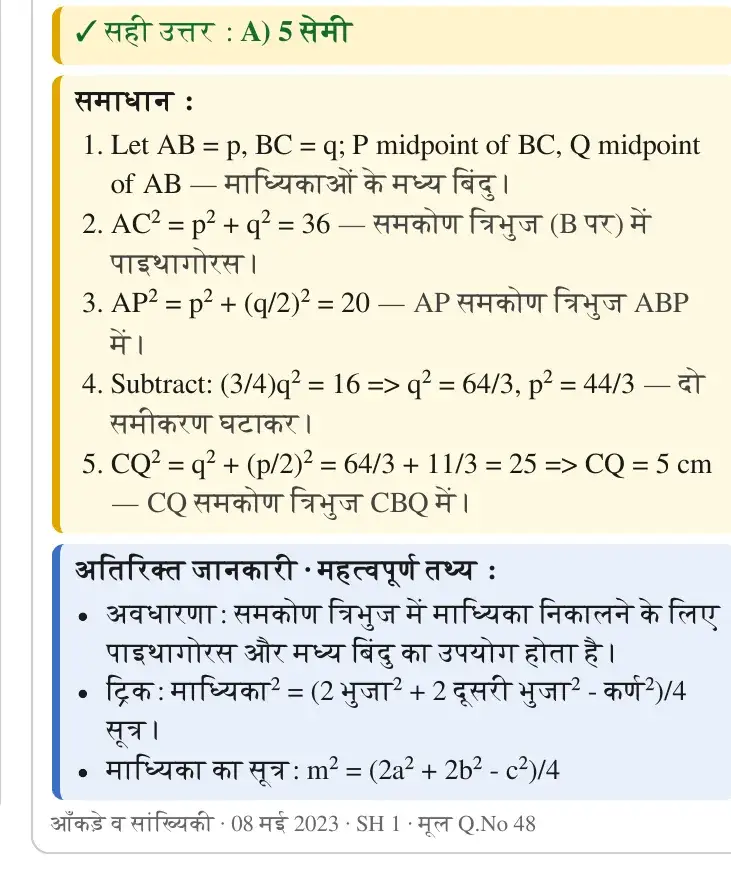 ✓ सही उत्तर : A) 5 सेमी
समाधान :
1. Let AB = p, BC = q; P midpoint of BC, Q midpoint
of AB — माध्यिकाओं के मध्य बिंदु।
2. AC² = p² + q² = 36 — समकोण त्रिभुज (B पर) में
पाइथागोरस।
3. AP² = p² + (q/2)² = 20 — AP समकोण त्रिभुज ABP
में।
4. Subtract: (3/4)q² = 16 => q² = 64/3, p² = 44/3 — दो
समीकरण घटाकर।
5. CQ² = q² + (p/2)² = 64/3 + 11/3 = 25 => CQ = 5 cm
— CQ समकोण त्रिभुज CBQ में।
अतिरिक्त जानकारी · महत्वपूर्ण तथ्य :
• अवधारणा : समकोण त्रिभुज में माध्यिका निकालने के लिए
पाइथागोरस और मध्य बिंदु का उपयोग होता है।
• ट्रिक : माध्यिका² = (2 भुजा² + 2 दूसरी भुजा² - कर्ण²)/4
सूत्र।
• माध्यिका का सूत्र : m² = (2a² + 2b² - c²)/4
आँकड़े व सांख्यिकी · 08 मई 2023 · SH 1 · मूल Q.No 48